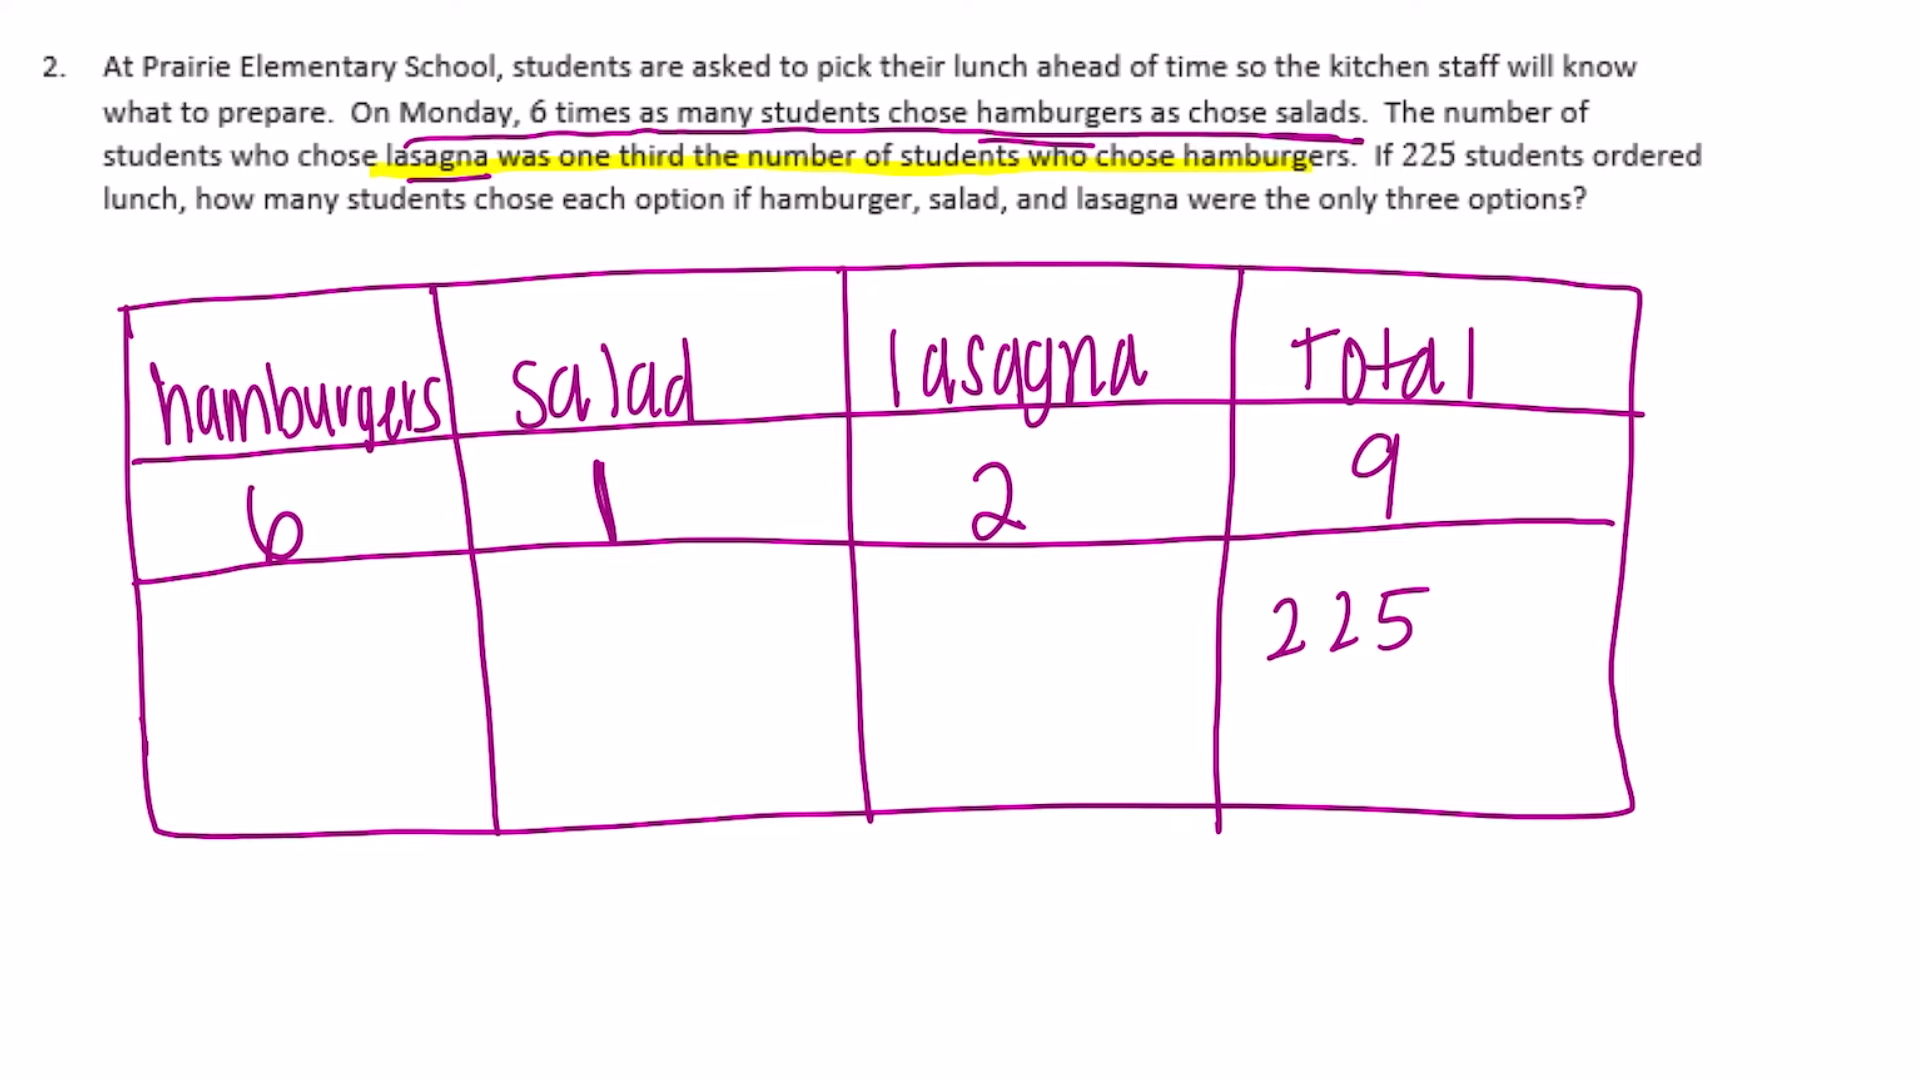 2. At Prairie Elementary School, students are asked to pick their lunch ahead of time so the kitchen staff will know
what to prepare. On Monday, 6 times as many students chose hamburgers as chose salads. The number of
students who chose lasagna was one third the number of students who chose hamburgers. If 225 students ordered
lunch, how many students chose each option if hamburger, salad, and lasagna were the only three options?
hamburgers salad lasagna total
6 1 2 9
225